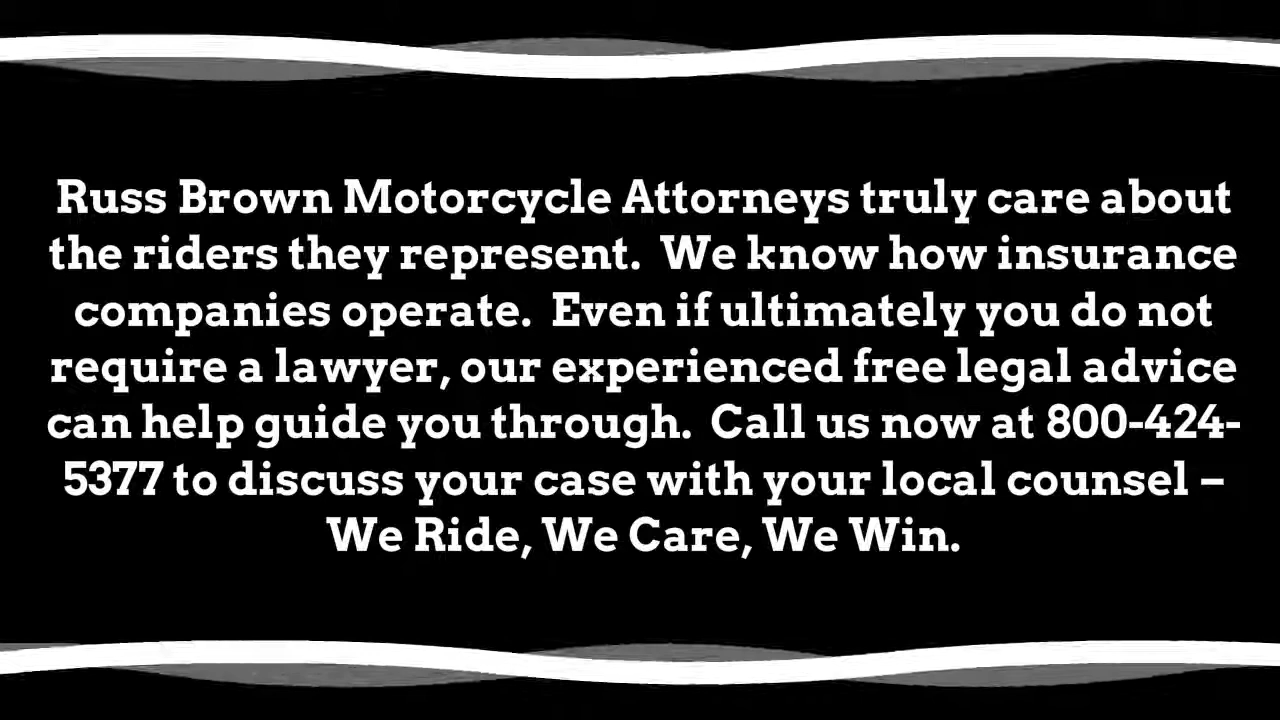 Russ Brown Motorcycle Attorneys truly care about
the riders they represent.  We know how insurance
companies operate.  Even if ultimately you do not
require a lawyer, our experienced free legal advice
can help guide you through.  Call us now at 800-424-
5377 to discuss your case with your local counsel –
We Ride, We Care, We Win.